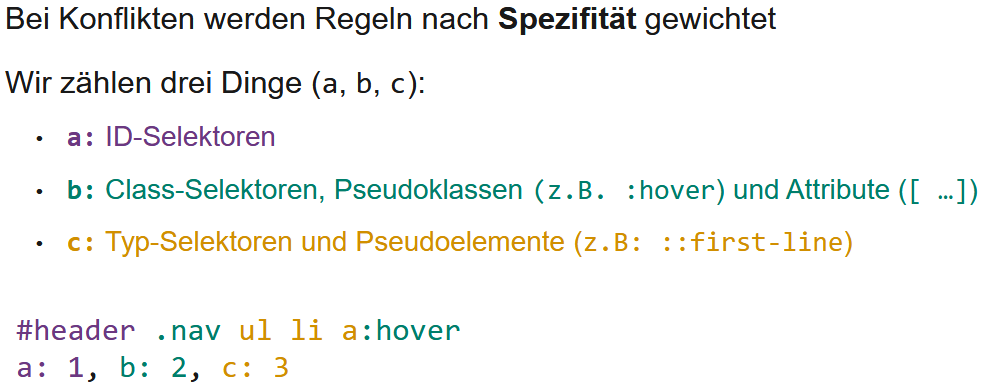 Bei Konflikten werden Regeln nach Spezifität gewichtet
Wir zählen drei Dinge (a, b, c):
• a: ID-Selektoren
• b: Class-Selektoren, Pseudoklassen (z.B. :hover) und Attribute ([ …])
• c: Typ-Selektoren und Pseudoelemente (z.B: ::first-line)
#header .nav ul li a:hover
a: 1, b: 2, c: 3